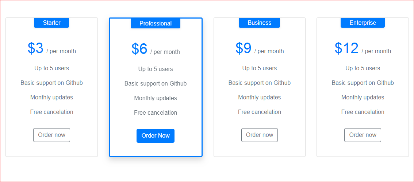 Starter
$3 / per month
Up to 5 users
Basic support on Github
Monthly updates
Free cancelation
Order now
Professional
$6 / per month
Up to 5 users
Basic support on Github
Monthly updates
Free cancelation
Order Now
Business
$9 / per month
Up to 5 users
Basic support on Github
Monthly updates
Free cancelation
Order now
Enterprise
$12 / per month
Up to 5 users
Basic support on Github
Monthly updates
Free cancelation
Order now